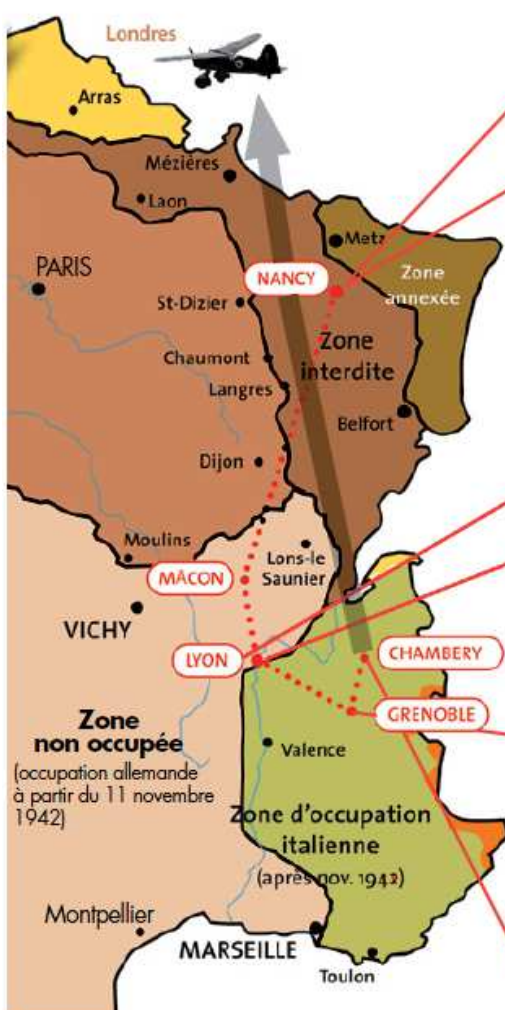 Londres
Arras
Mézières
Laon
Metz
PARIS
NANCY
Zone
annexée
St-Dizier
Zone
interdite
Chaumont
Langres
Belfort
Dijon
Moulins
Lons-le
Saunier
MÂCON
VICHY
LYON
CHAMBERY
GRENOBLE
Zone
non occupée
(occupation allemande
à partir du 11 novembre
1942)
Valence
Zone d'occupation
italienne
(après nov. 1942)
Montpellier
MARSEILLE
Toulon